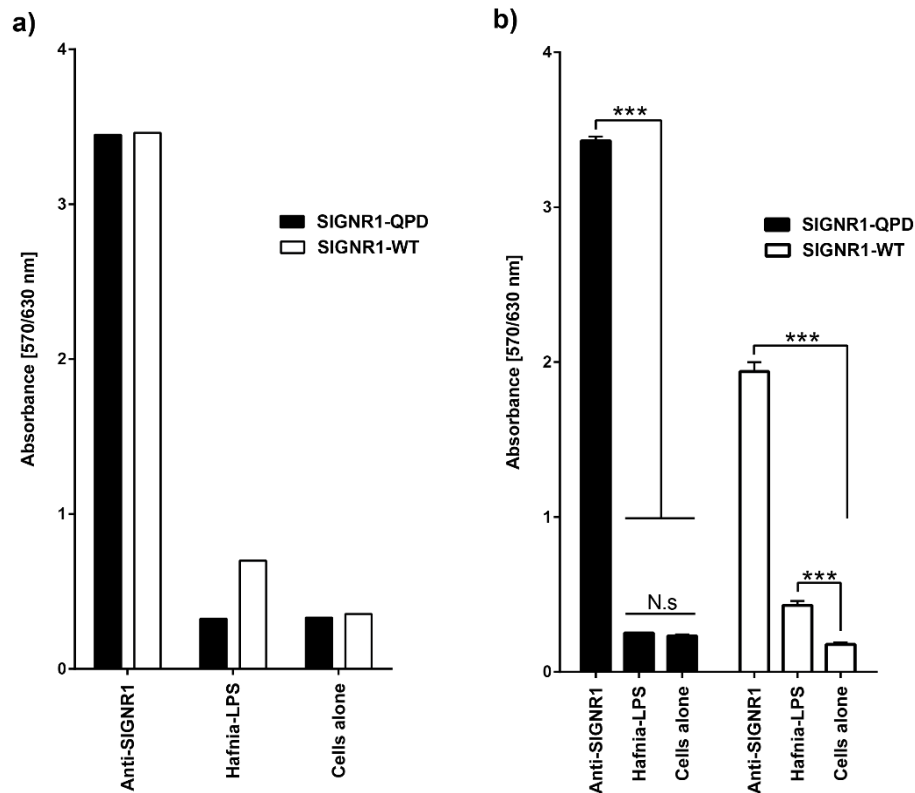 a)
Absorbance [570/630 nm]
4
3
2
1
0
SIGNR1-QPD
SIGNR1-WT
Anti-SIGNR1
Hafnia-LPS
Cells alone
b)
Absorbance [570/630 nm]
4
3
2
1
0
***
SIGNR1-QPD
SIGNR1-WT
***
***
N.s
Anti-SIGNR1
Hafnia-LPS
Cells alone
Anti-SIGNR1
Hafnia-LPS
Cells alone